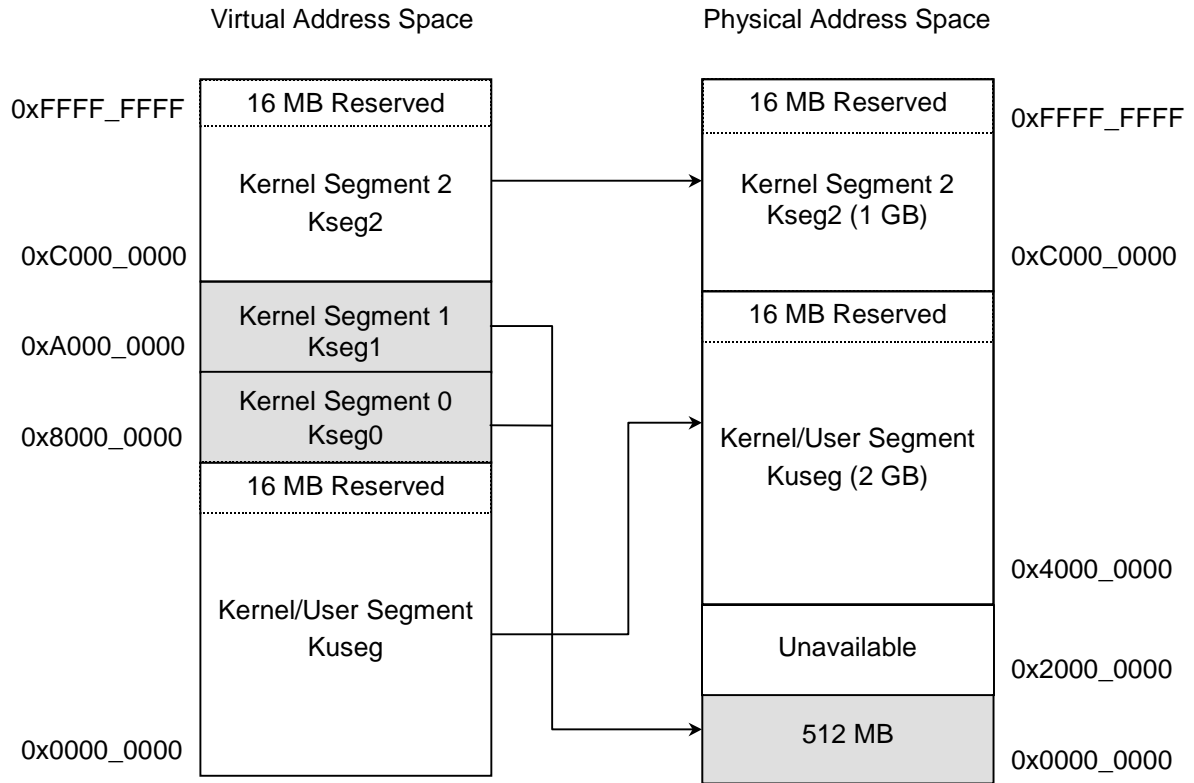 Virtual Address Space
0xFFFF_FFFF
16 MB Reserved
Kernel Segment 2
Kseg2
0xC000_0000
Kernel Segment 1
Kseg1
0xA000_0000
Kernel Segment 0
Kseg0
0x8000_0000
16 MB Reserved
Kernel/User Segment
Kuseg
0x0000_0000
Physical Address Space
16 MB Reserved
0xFFFF_FFFF
Kernel Segment 2
Kseg2 (1 GB)
0xC000_0000
16 MB Reserved
Kernel/User Segment
Kuseg (2 GB)
0x4000_0000
Unavailable
0x2000_0000
512 MB
0x0000_0000